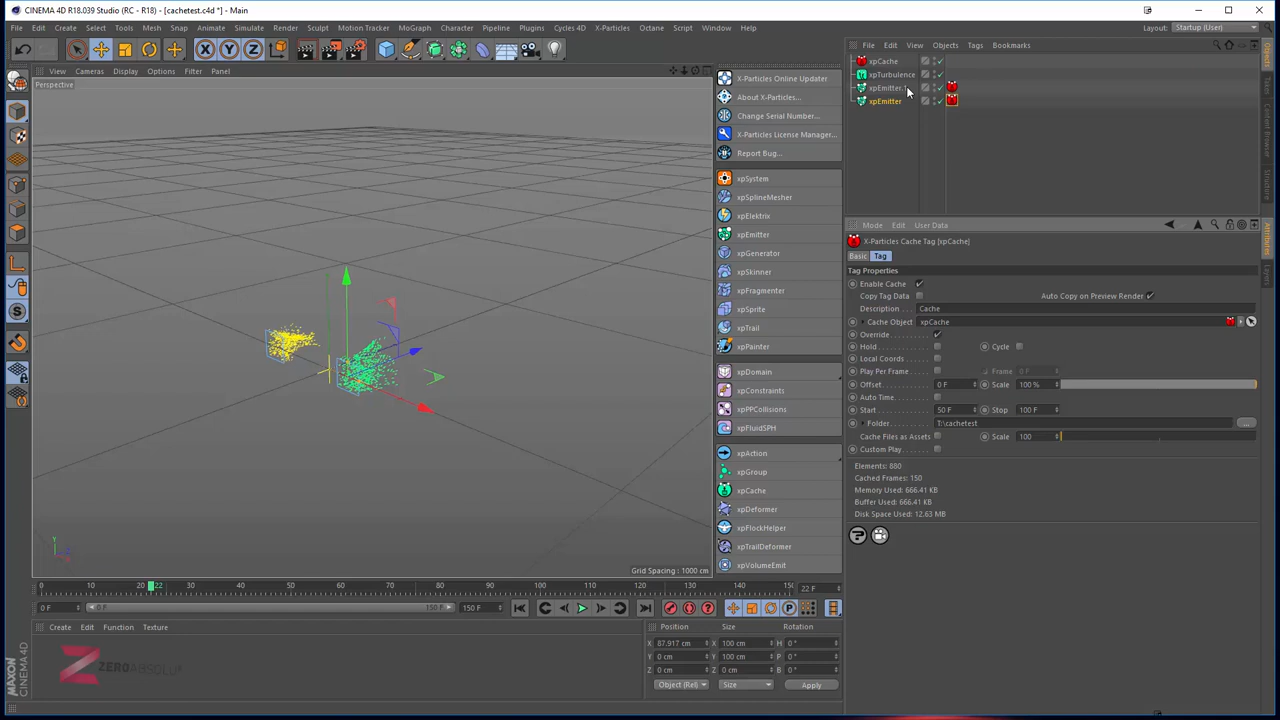 CINEMA 4D R18.039 Studio (RC - R18) - [cachetest.c4d *] - Main
File Edit Create Select Tools Mesh Snap Animate Simulate Render Sculpt Motion Tracker MoGraph Character Pipeline Plugins Cycles 4D X-Particles Script Window Help Layout: Startup (User)
View Cameras Display Options Filter Panel
Perspective
X-Particles Online Updater
About X-Particles...
Change Serial Number...
X-Particles License Manager...
Report Bug...
xpSystem
xpSplineMesher
xpElektrix
xpEmitter
xpGenerator
xpSkinner
xpFragmenter
xpSprite
xpTrail
xpPainter
xpDomain
xpConstraints
xpPPCollisions
xpFluidSPH
xpAction
xpGroup
xpCache
xpDeformer
xpFlockHelper
xpTrailDeformer
xpVolumeEmit
File Edit View Objects Tags Bookmarks
xpCache
xpTurbulence
xpEmitter.1
xpEmitter
Objects
Takes
Content Browser
Structure
Attributes
Layers
Mode Edit User Data
X-Particles Cache Tag [xpCache]
Basic Tag
Tag Properties
Enable Cache
Copy Tag Data Auto Copy on Preview Render
Description Cache
Cache Object xpCache
Override
Hold Cycle
Local Coords
Play Per Frame Frame 0 F
Offset 0 F Scale 100 %
Auto Time
Start 50 F Stop 100 F
Folder T:\cachetest
Cache Files as Assets Scale 100
Custom Play
Elements: 880
Cached Frames: 150
Memory Used: 666.41 KB
Buffer Used: 666.41 KB
Disk Space Used: 12.63 MB
Y
Grid Spacing : 1000 cm
0 10 20 22 30 40 50 60 70 80 90 100 110 120 130 140 150 22 F
0 F 0 F 150 F 150 F
Create Edit Function Texture
Position Size Rotation
X 87.917 cm X 100 cm H 0 °
Y 0 cm Y 100 cm P 0 °
Z 0 cm Z 0 cm B 0 °
Object (Rel) Size Apply
MAXON CINEMA 4D
ZEROABSOLU